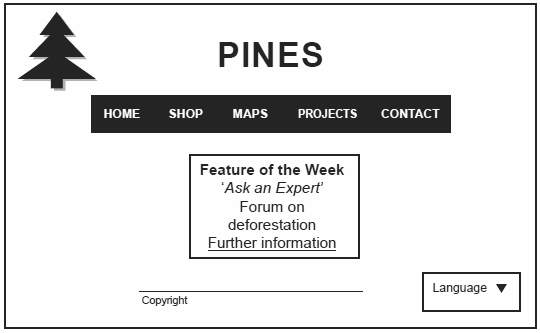 PINES
HOME SHOP MAPS PROJECTS CONTACT
Feature of the Week
‘Ask an Expert’
Forum on
deforestation
Further information
Language
Copyright